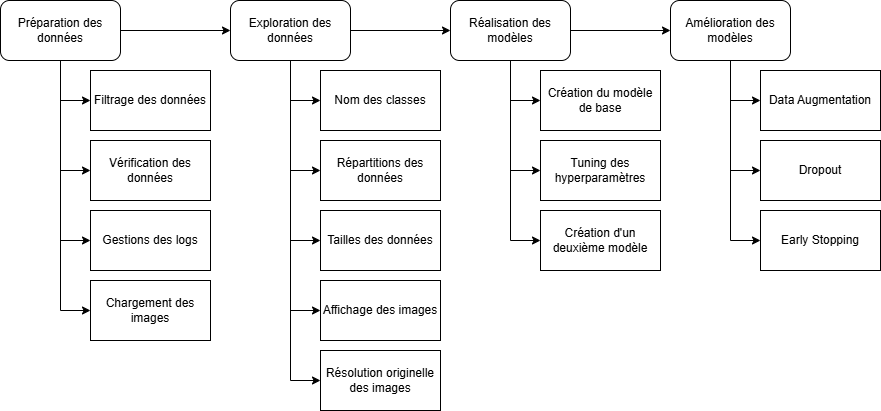 Préparation des
données
Exploration des
données
Réalisation des
modèles
Amélioration des
modèles
Filtrage des données
Vérification des
données
Gestions des logs
Chargement des
images
Nom des classes
Répartitions des
données
Tailles des données
Affichage des images
Résolution originelle
des images
Création du modèle
de base
Tuning des
hyperparamètres
Création d'un
deuxième modèle
Data Augmentation
Dropout
Early Stopping